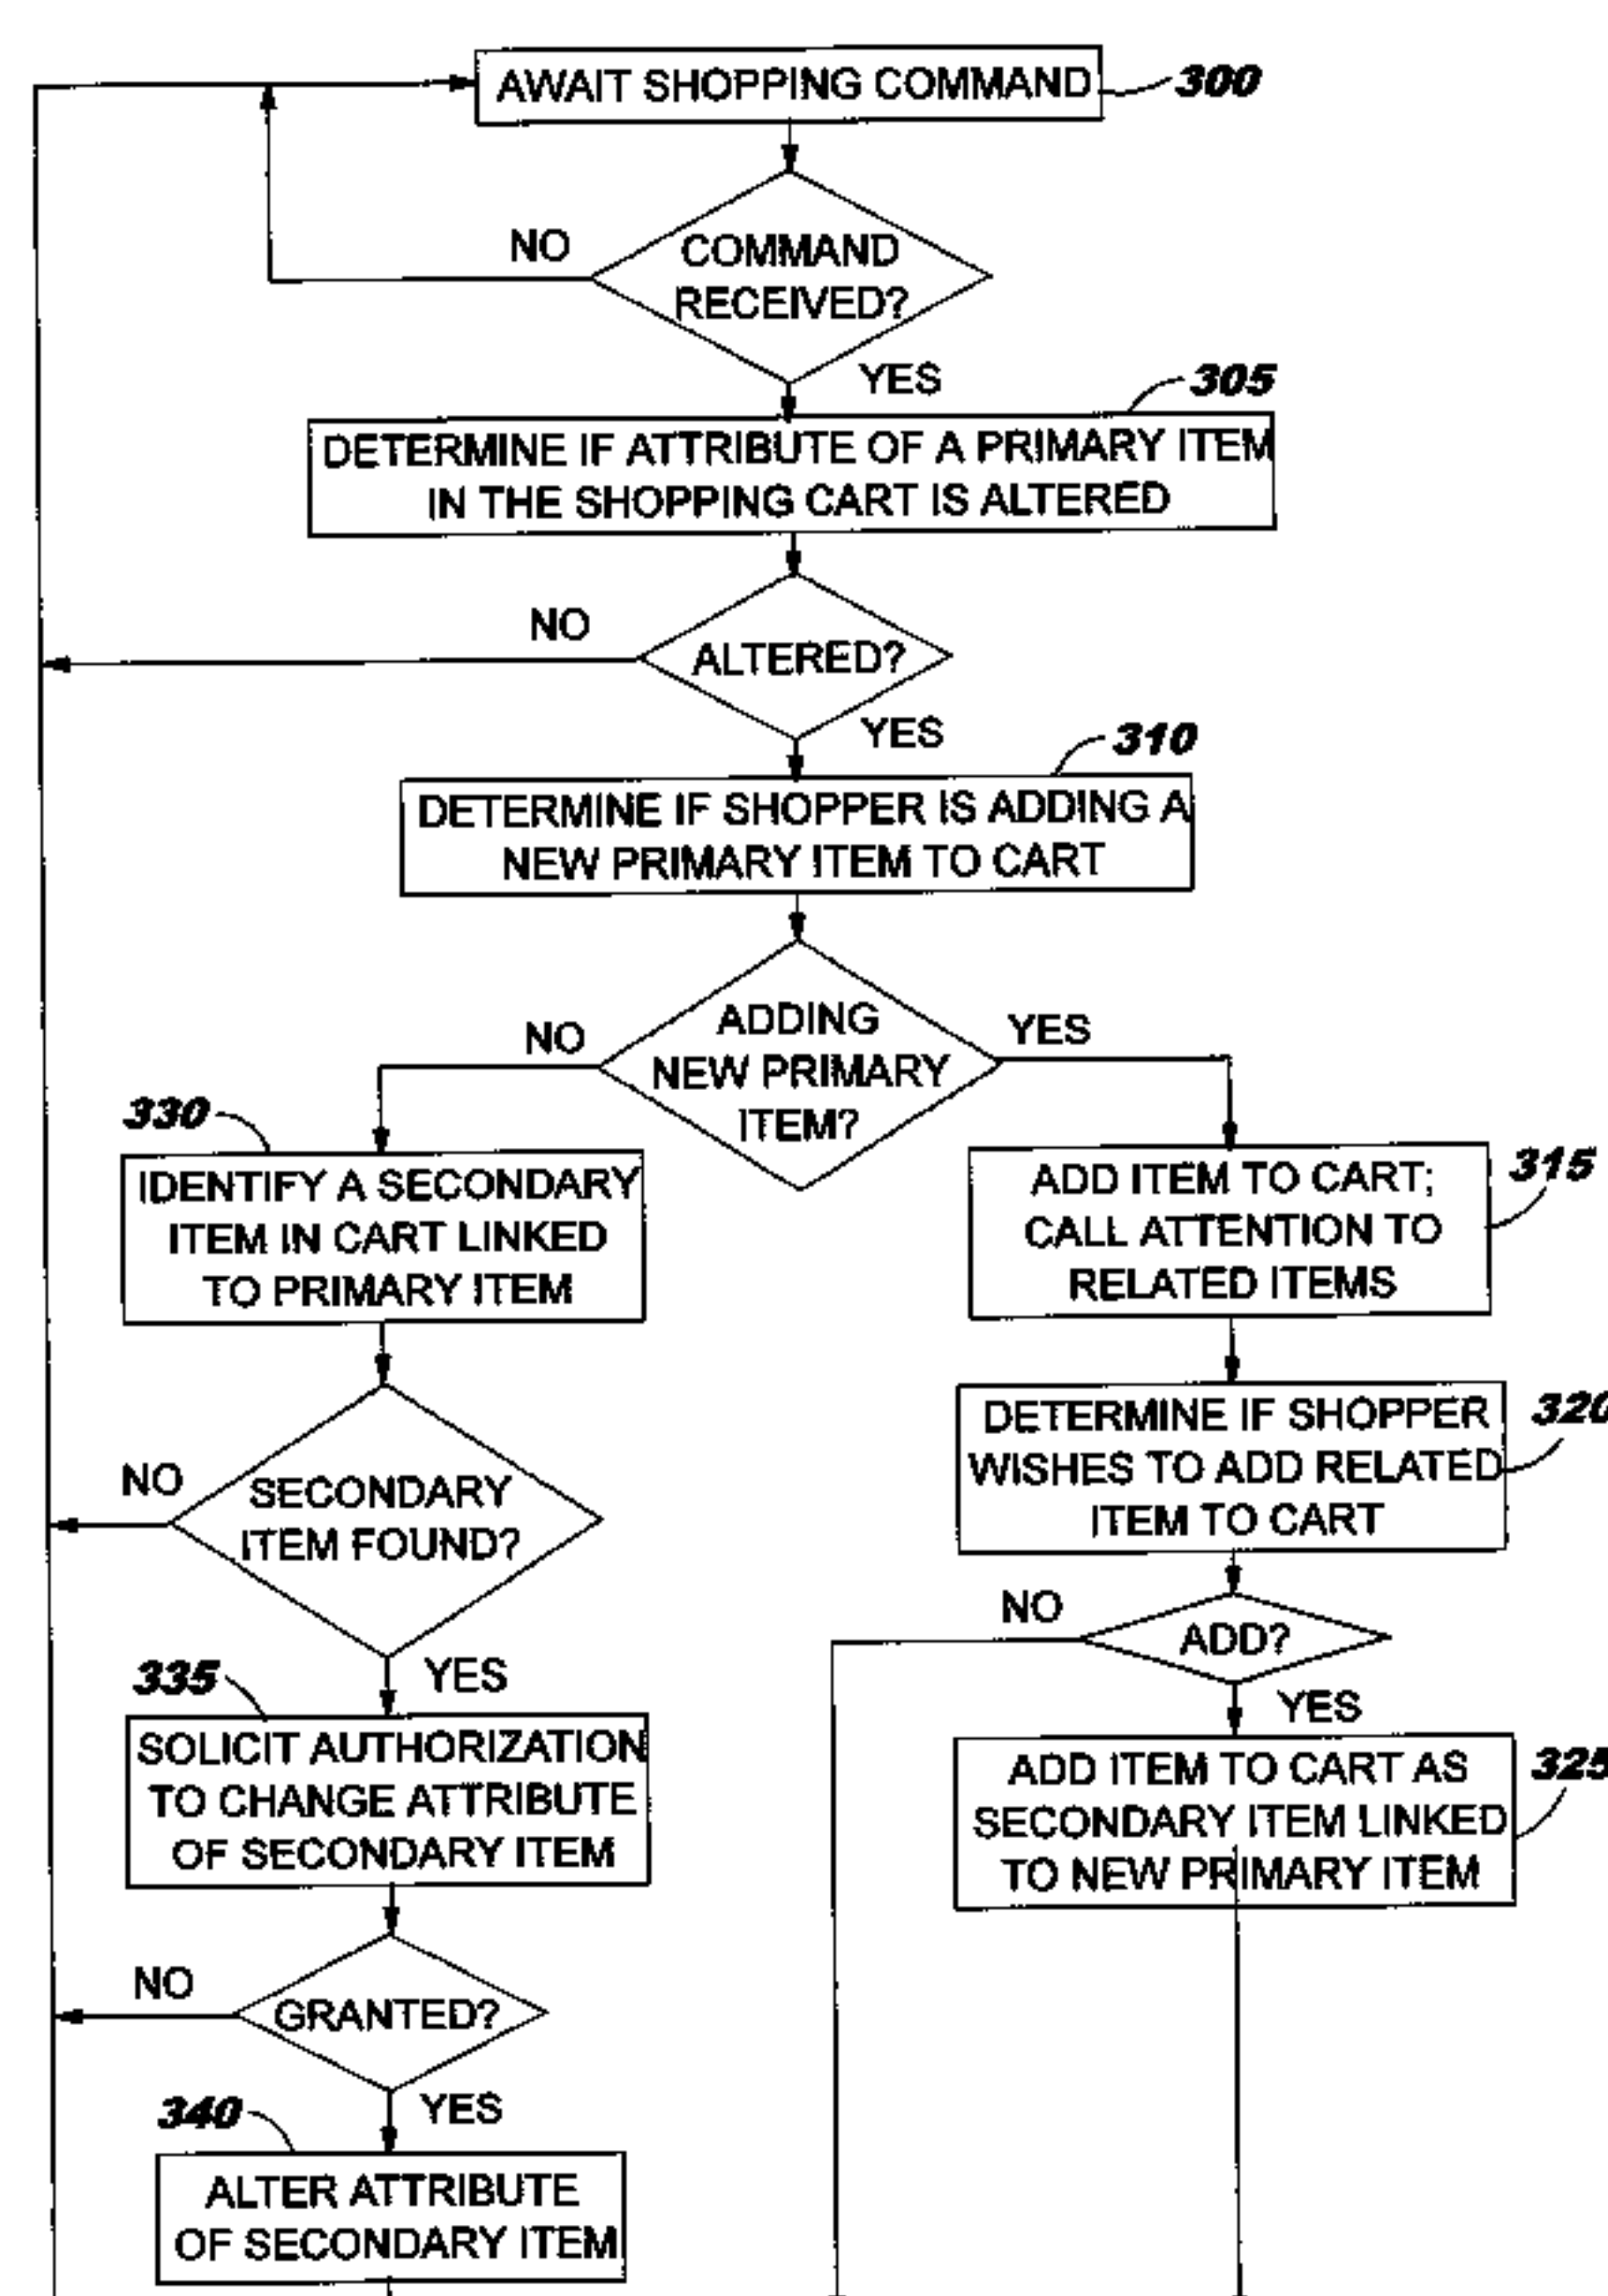 AWAIT SHOPPING COMMAND
300
NO
COMMAND
RECEIVED?
YES
305
DETERMINE IF ATTRIBUTE OF A PRIMARY ITEM
IN THE SHOPPING CART IS ALTERED
NO
ALTERED?
YES
310
DETERMINE IF SHOPPER IS ADDING A
NEW PRIMARY ITEM TO CART
NO
ADDING
NEW PRIMARY
ITEM?
YES
330
IDENTIFY A SECONDARY
ITEM IN CART LINKED
TO PRIMARY ITEM
ADD ITEM TO CART;
CALL ATTENTION TO
RELATED ITEMS
315
DETERMINE IF SHOPPER
WISHES TO ADD RELATED
ITEM TO CART
320
NO
SECONDARY
ITEM FOUND?
YES
NO
ADD?
YES
335
SOLICIT AUTHORIZATION
TO CHANGE ATTRIBUTE
OF SECONDARY ITEM
ADD ITEM TO CART AS
SECONDARY ITEM LINKED
TO NEW PRIMARY ITEM
325
NO
GRANTED?
YES
340
ALTER ATTRIBUTE
OF SECONDARY ITEM